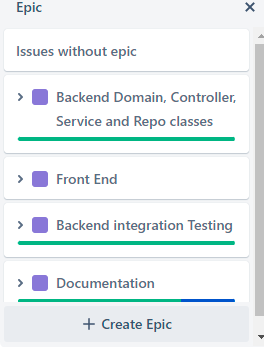 Epic
Issues without epic
Backend Domain, Controller,
Service and Repo classes
Front End
Backend integration Testing
Documentation
+ Create Epic